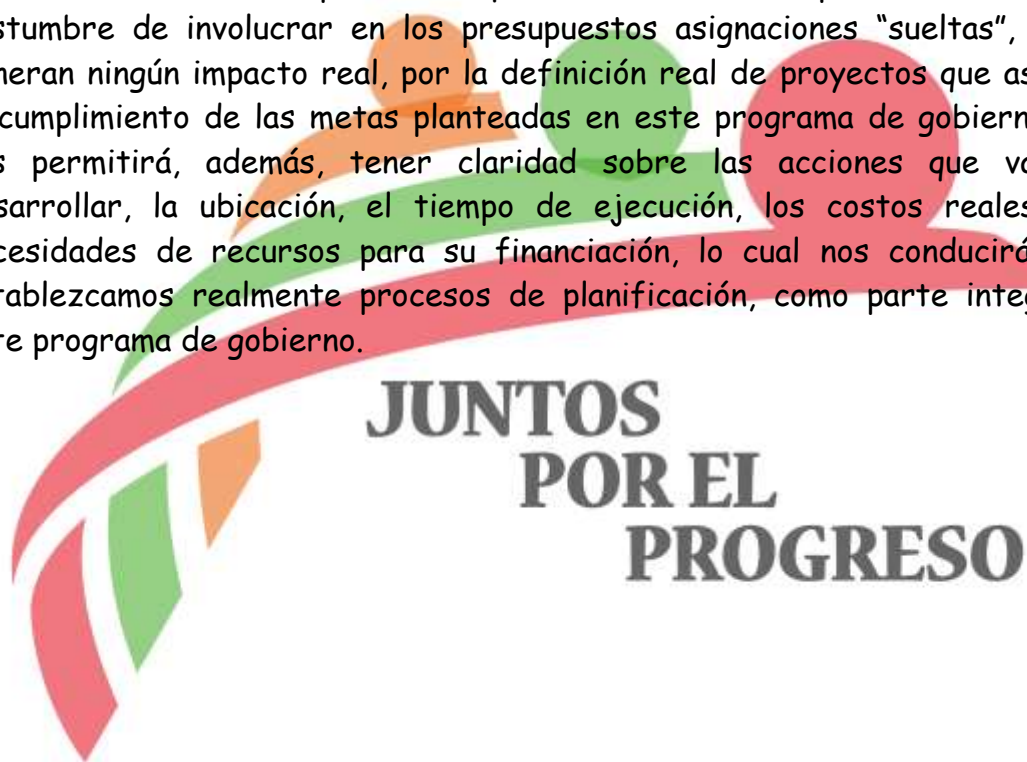 stumbre de involucrar en los presupuestos asignaciones “sueltas”,
neran ningún impacto real, por la definición real de proyectos que as
cumplimiento de las metas planteadas en este programa de gobiern
s permitirá, además, tener claridad sobre las acciones que va
sarrollar, la ubicación, el tiempo de ejecución, los costos reales
cesidades de recursos para su financiación, lo cual nos conducirá
tablezcamos realmente procesos de planificación, como parte integ
te programa de gobierno.
JUNTOS
POR EL
PROGRESO